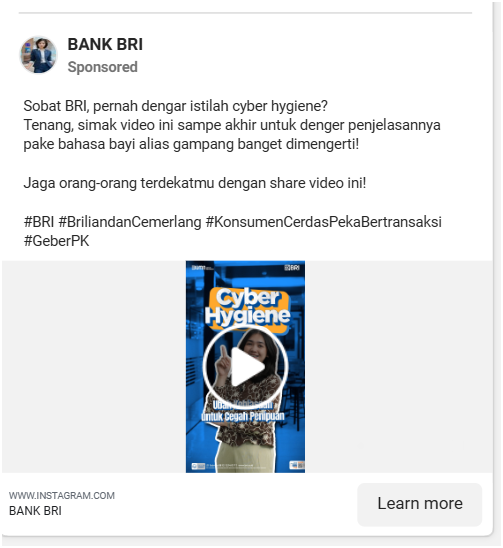 BANK BRI
Sponsored
Sobat BRI, pernah dengar istilah cyber hygiene?
Tenang, simak video ini sampe akhir untuk denger penjelasannya
pake bahasa bayi alias gampang banget dimengerti!
Jaga orang-orang terdekatmu dengan share video ini!
#BRI #BriliandanCemerlang #KonsumenCerdasPekaBertransaksi
#GeberPK
BRI
Cyber
Hygiene
Ubah Kebiasaan
untuk Cegah Penipuan
WWW.INSTAGRAM.COM
BANK BRI
Learn more